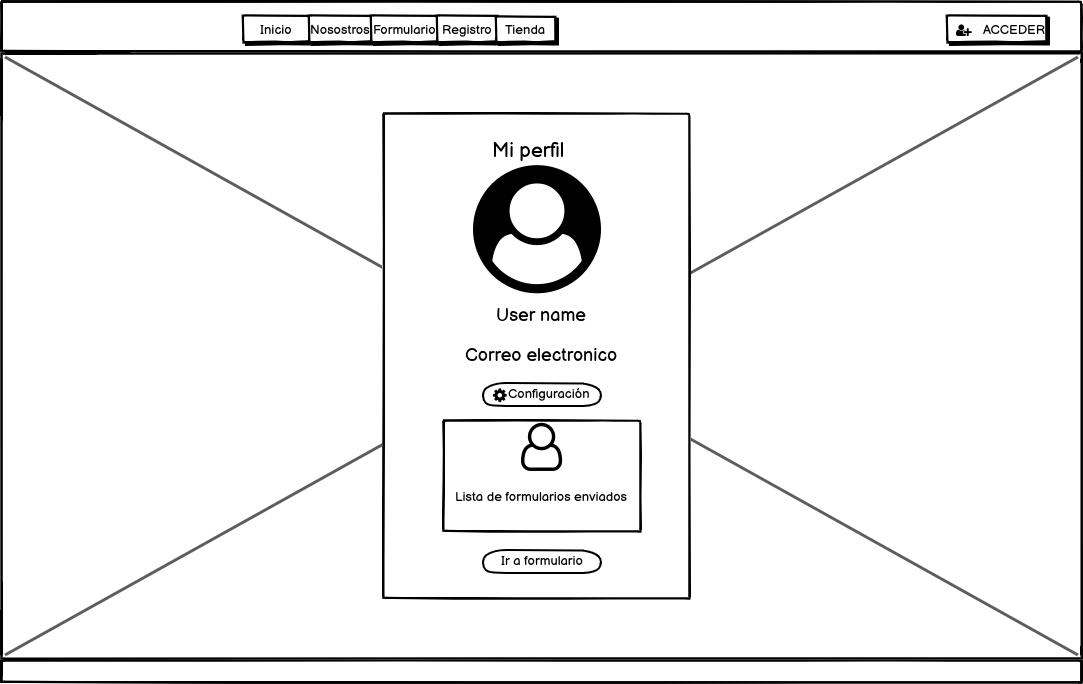 Inicio
Nosostros
Formulario
Registro
Tienda
ACCEDER
Mi perfil
User name
Correo electronico
Configuración
Lista de formularios enviados
Ir a formulario